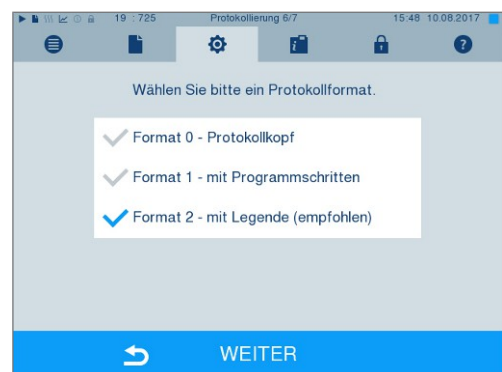 19 : 725 Protokollierung 6/7 15:48 10.08.2017
Wählen Sie bitte ein Protokollformat.
Format 0 - Protokollkopf
Format 1 - mit Programmschritten
Format 2 - mit Legende (empfohlen)
WEITER